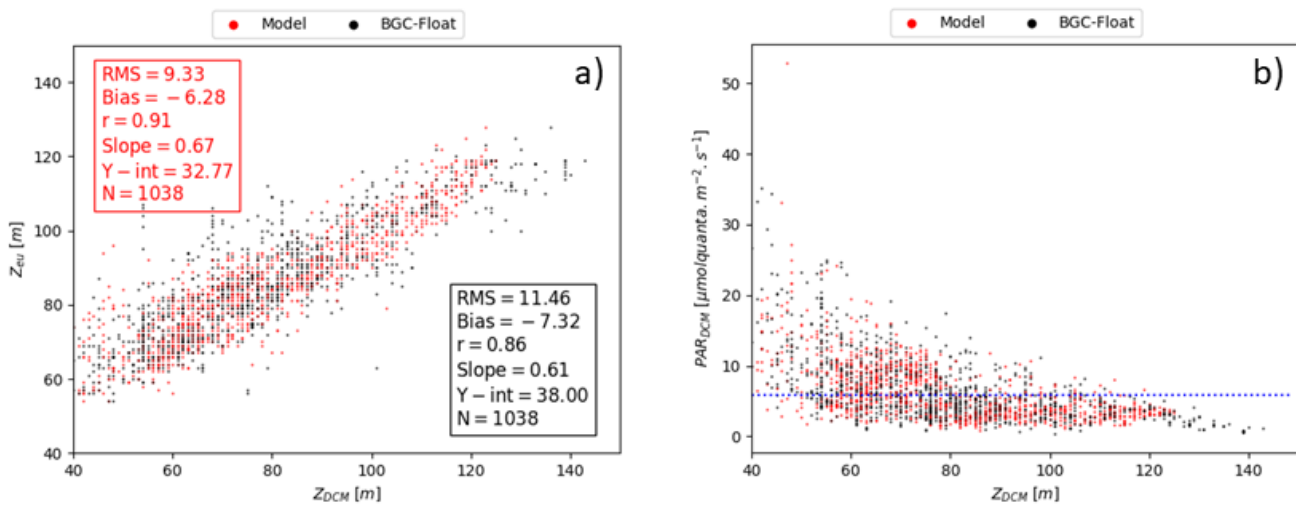 Model BGC-Float
a)
RMS = 9.33
Bias = − 6.28
r = 0.91
Slope = 0.67
Y − int = 32.77
N = 1038
RMS = 11.46
Bias = −7.32
r = 0.86
Slope = 0.61
Y − int = 38.00
N = 1038
140
120
100
80
60
40
Z_eu [m]
40 60 80 100 120 140
Z_DCM [m]
Model BGC-Float
b)
50
40
30
20
10
0
PAR_DCM [µmolquanta. m⁻². s⁻¹]
40 60 80 100 120 140
Z_DCM [m]